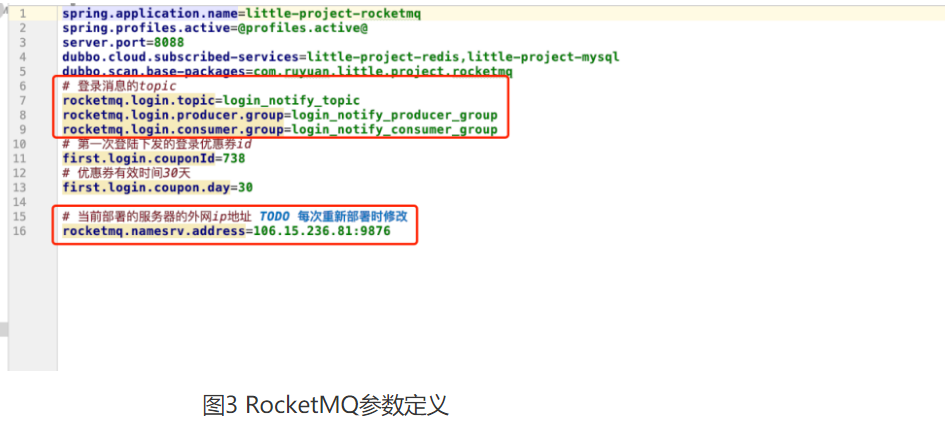 1 spring.application.name=little-project-rocketmq
2 spring.profiles.active=@profiles.active@
3 server.port=8088
4 dubbo.cloud.subscribed-services=little-project-redis,little-project-mysql
5 dubbo.scan.base-packages=com.ruyuan.little.project.rocketmq
6 # 登录消息的topic
7 rocketmq.login.topic=login_notify_topic
8 rocketmq.login.producer.group=login_notify_producer_group
9 rocketmq.login.consumer.group=login_notify_consumer_group
10 # 第一次登陆下发的登录优惠券id
11 first.login.couponId=738
12 # 优惠券有效时间30天
13 first.login.coupon.day=30
14
15 # 当前部署的服务器的外网ip地址 TODO 每次重新部署时修改
16 rocketmq.namesrv.address=106.15.236.81:9876
图3 RocketMQ参数定义